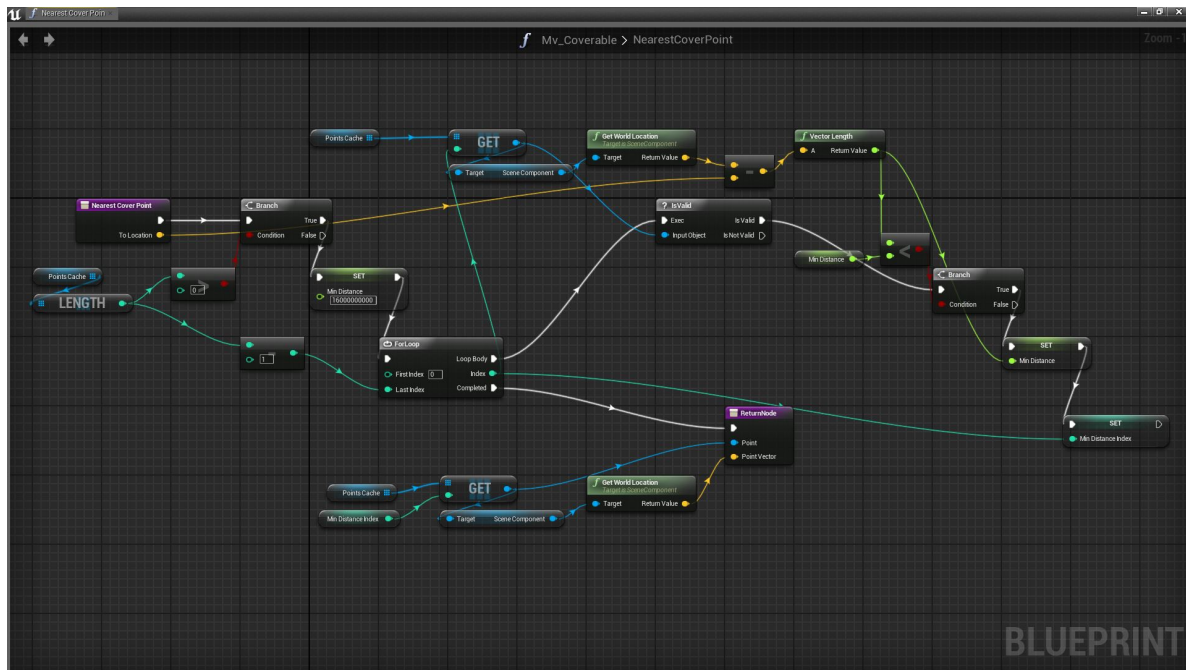 Nearest Cover Poin
f Mv_Coverable > NearestCoverPoint
Zoom -1
Points Cache
GET
Target Scene Component
f Get World Location
Target is SceneComponent
Target Return Value
-
f Vector Length
A Return Value
Nearest Cover Point
To Location
Branch
True
Condition False
? IsValid
Exec Is Valid
Input Object Is Not Valid
Min Distance
<
Branch
True
Condition False
Points Cache
LENGTH
>
0
SET
Min Distance
16000000000
1
ForLoop
Loop Body
First Index 0 Index
Last Index Completed
SET
Min Distance
SET
Min Distance Index
ReturnNode
Point
Point Vector
Points Cache
GET
Min Distance Index
Target Scene Component
f Get World Location
Target is SceneComponent
Target Return Value
BLUEPRINT